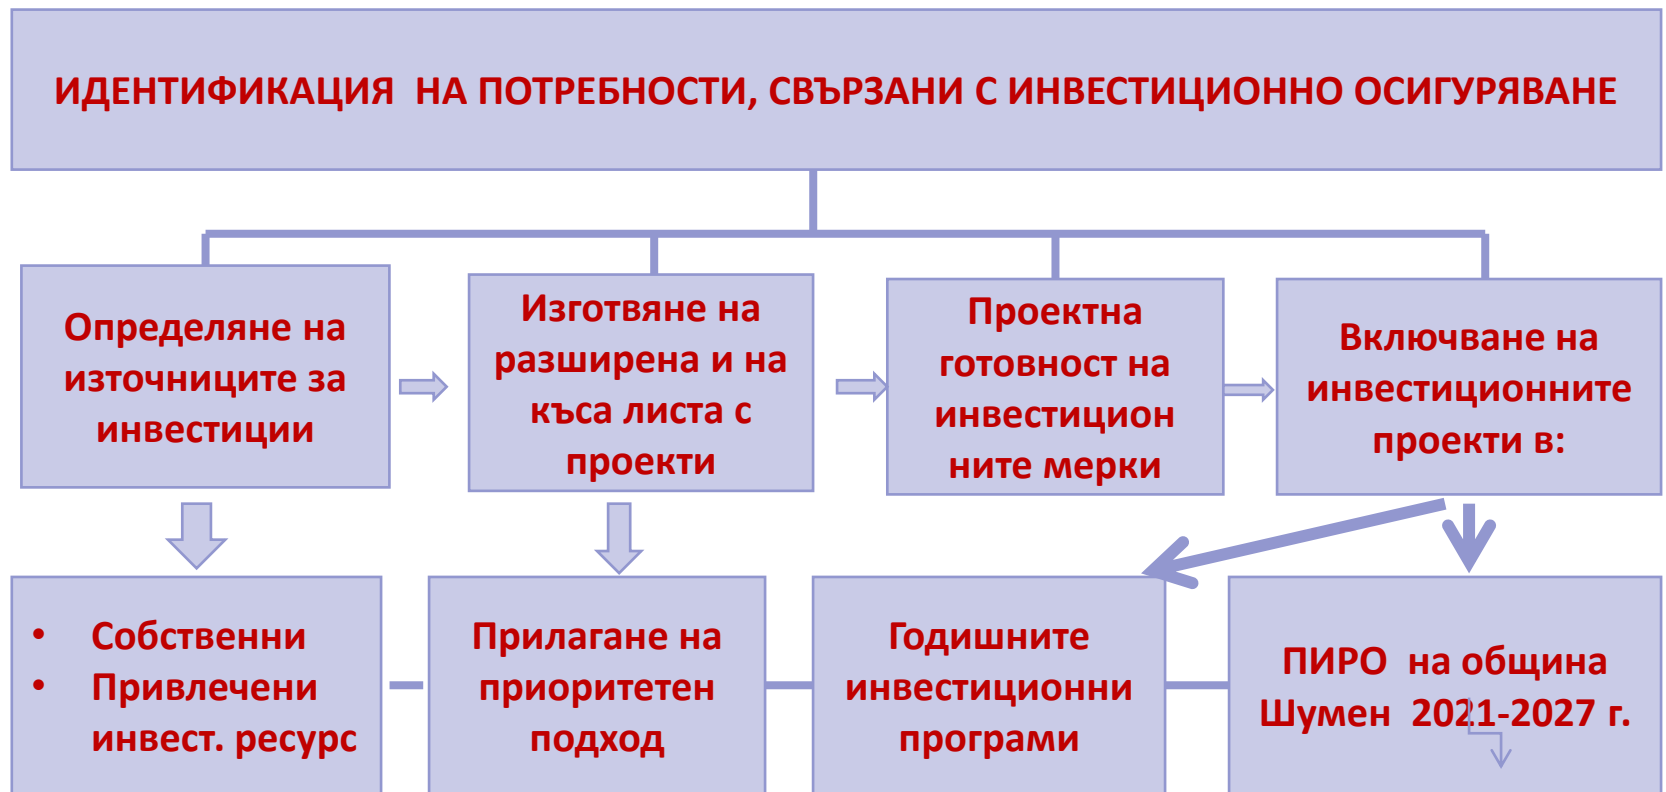 ИДЕНТИФИКАЦИЯ НА ПОТРЕБНОСТИ, СВЪРЗАНИ С ИНВЕСТИЦИОННО ОСИГУРЯВАНЕ
Определяне на
източниците за
инвестиции
Изготвяне на
разширена и на
къса листа с
проекти
Проектна
готовност на
инвестицион
ните мерки
Включване на
инвестиционните
проекти в:
• Собственни
• Привлечени
инвест. ресурс
Прилагане на
приоритетен
подход
Годишните
инвестиционни
програми
ПИРО на община
Шумен 2021-2027 г.